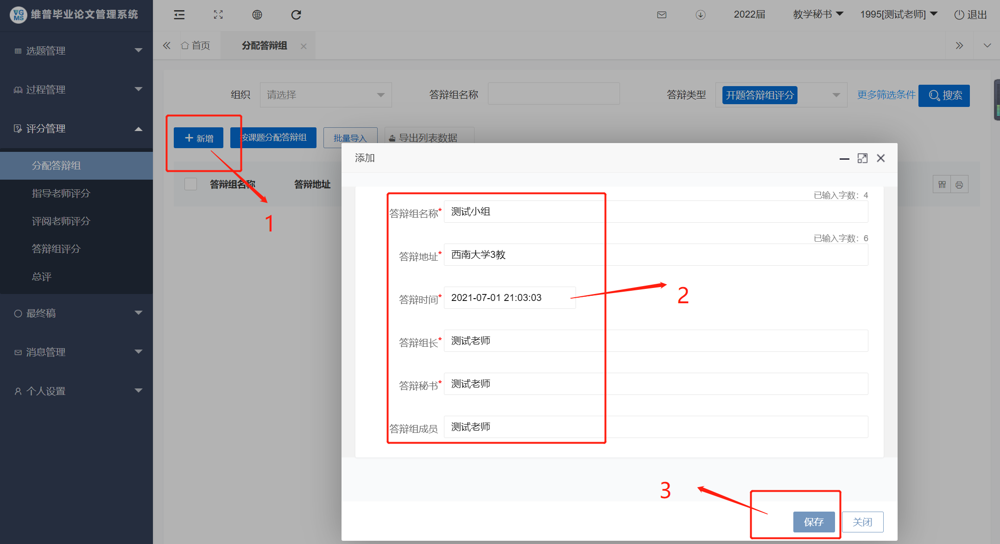 VG
MS
维普毕业论文管理系统
2022届
教学秘书
1995[测试老师]
退出
首页
分配答辩组
选题管理
过程管理
评分管理
分配答辩组
指导老师评分
评阅老师评分
答辩组评分
总评
最终稿
消息管理
个人设置
组织
请选择
答辩组名称
答辩类型
开题答辩组评分
更多筛选条件
搜索
新增
按课题分配答辩组
批量导入
导出列表数据
答辩组名称
答辩地址
1
添加
已输入字数：4
答辩组名称*
测试小组
已输入字数：6
答辩地址*
西南大学3教
答辩时间*
2021-07-01 21:03:03
2
答辩组长*
测试老师
答辩秘书*
测试老师
答辩组成员
测试老师
3
保存
关闭